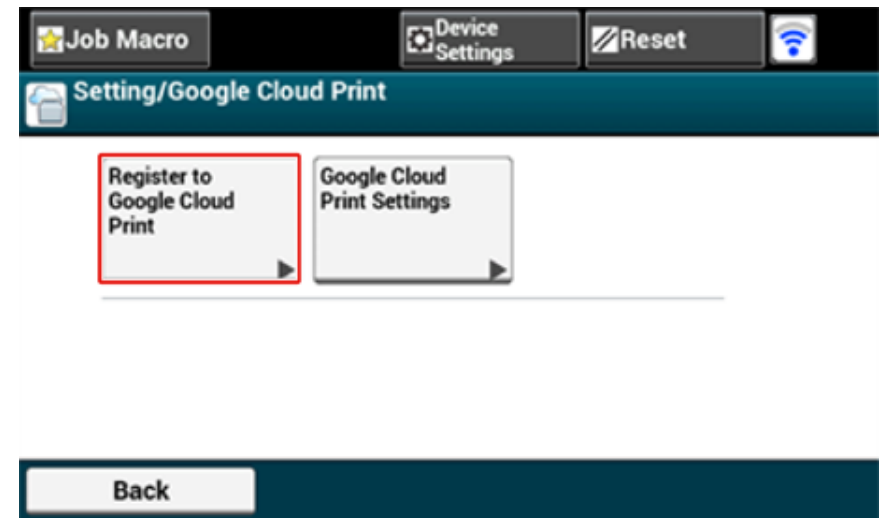 Job Macro
Device
Settings
Reset
Setting/Google Cloud Print
Register to
Google Cloud
Print
Google Cloud
Print Settings
Back